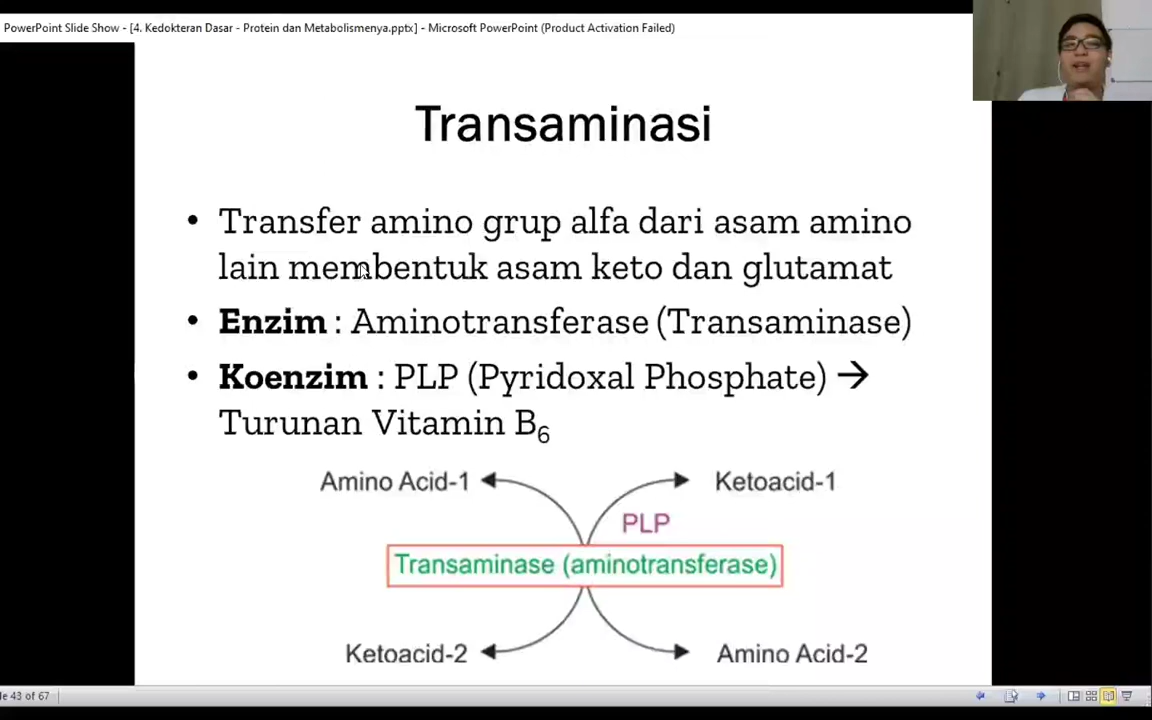 PowerPoint Slide Show - [4. Kedokteran Dasar - Protein dan Metabolismenya.pptx] - Microsoft PowerPoint (Product Activation Failed)
Transaminasi
• Transfer amino grup alfa dari asam amino
lain membentuk asam keto dan glutamat
• Enzim : Aminotransferase (Transaminase)
• Koenzim : PLP (Pyridoxal Phosphate) →
Turunan Vitamin B₆
Amino Acid-1 Ketoacid-1
PLP
Transaminase (aminotransferase)
Ketoacid-2 Amino Acid-2
le 43 of 67